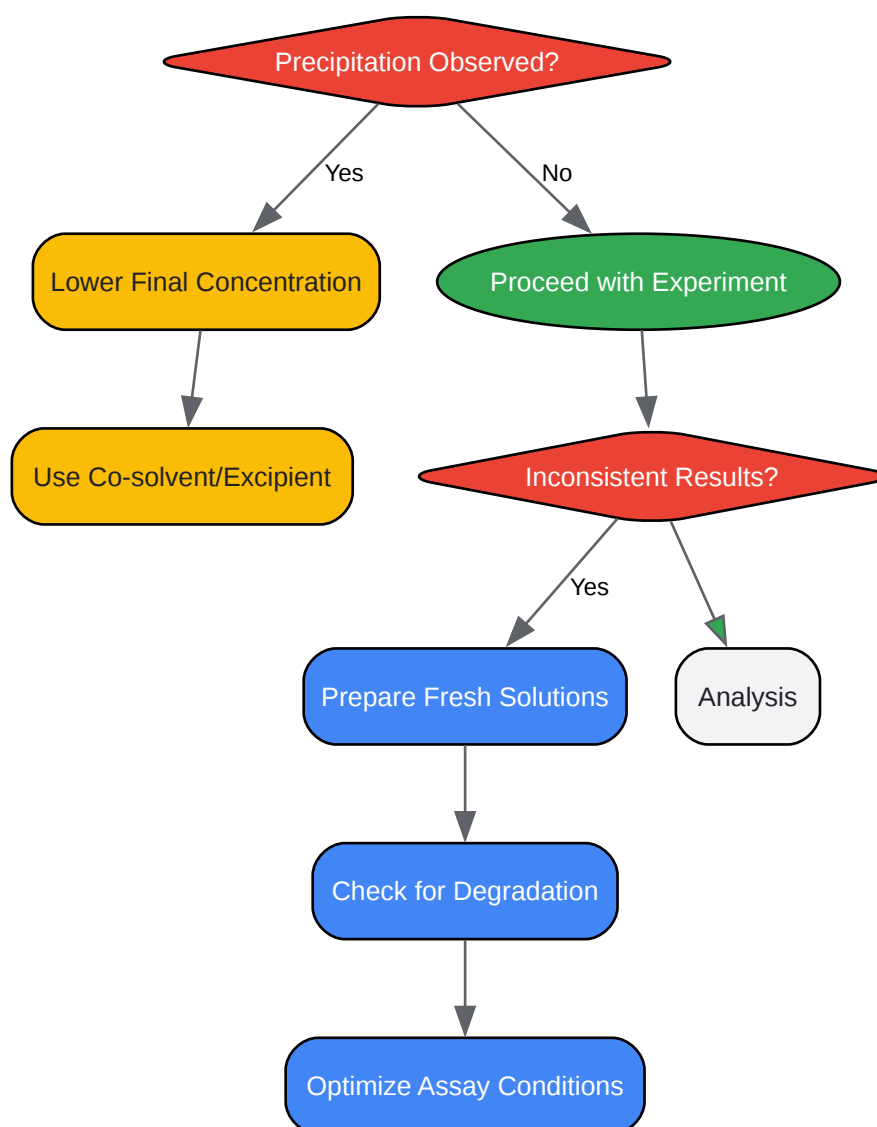 Precipitation Observed?
Yes
No
Lower Final Concentration
Proceed with Experiment
Use Co-solvent/Excipient
Inconsistent Results?
Yes
Prepare Fresh Solutions
Analysis
Check for Degradation
Optimize Assay Conditions